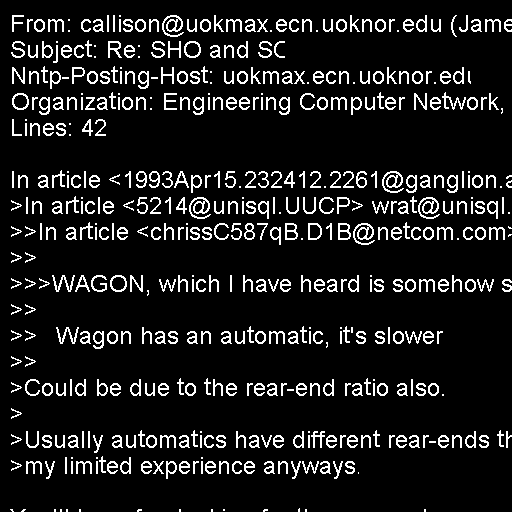 From: callison@uokmax.ecn.uoknor.edu (Jame
Subject: Re: SHO and SC
Nntp-Posting-Host: uokmax.ecn.uoknor.edu
Organization: Engineering Computer Network,
Lines: 42
In article <1993Apr15.232412.2261@ganglion.a
>In article <5214@unisql.UUCP> wrat@unisql.
>>In article <chrissC587qB.D1B@netcom.com>
>>
>>>WAGON, which I have heard is somehow s
>>
>>   Wagon has an automatic, it's slower
>>
>Could be due to the rear-end ratio also.
>
>Usually automatics have different rear-ends th
>my limited experience anyways.